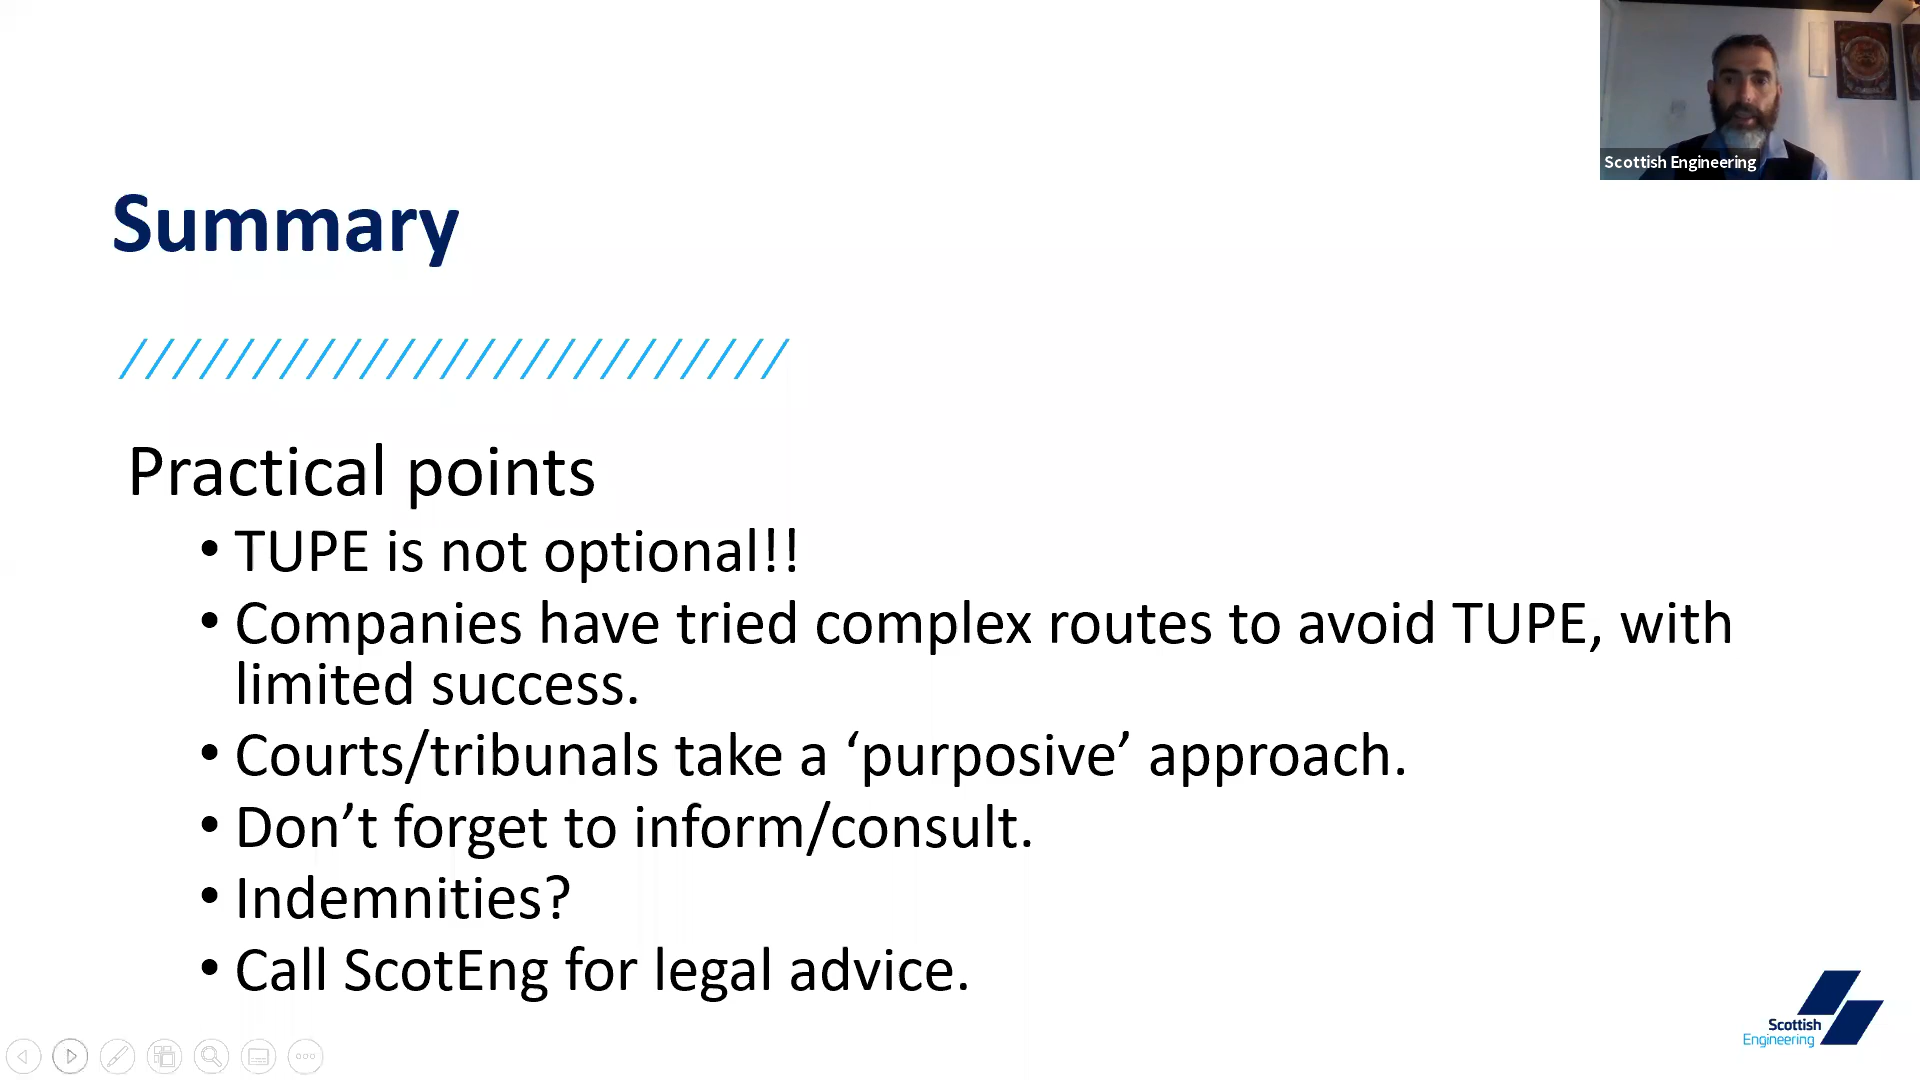 Scottish Engineering
Summary
Practical points
• TUPE is not optional!!
• Companies have tried complex routes to avoid TUPE, with
limited success.
• Courts/tribunals take a ‘purposive’ approach.
• Don’t forget to inform/consult.
• Indemnities?
• Call ScotEng for legal advice.
Scottish
Engineering